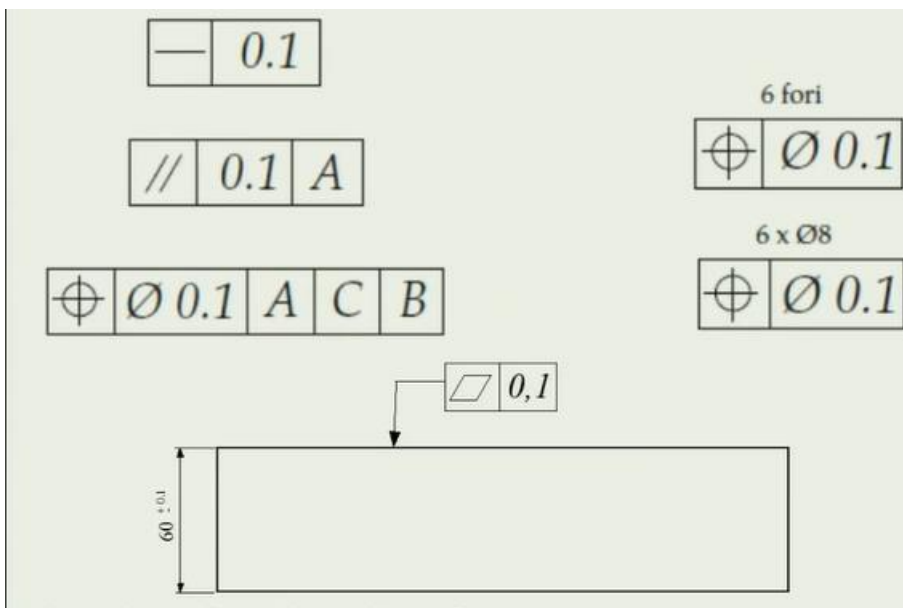 — 0.1
6 fori
⌖ Ø 0.1
// 0.1 A
6 x Ø8
⌖ Ø 0.1
⌖ Ø 0.1 A C B
⏥ 0,1
60 ± 0.1